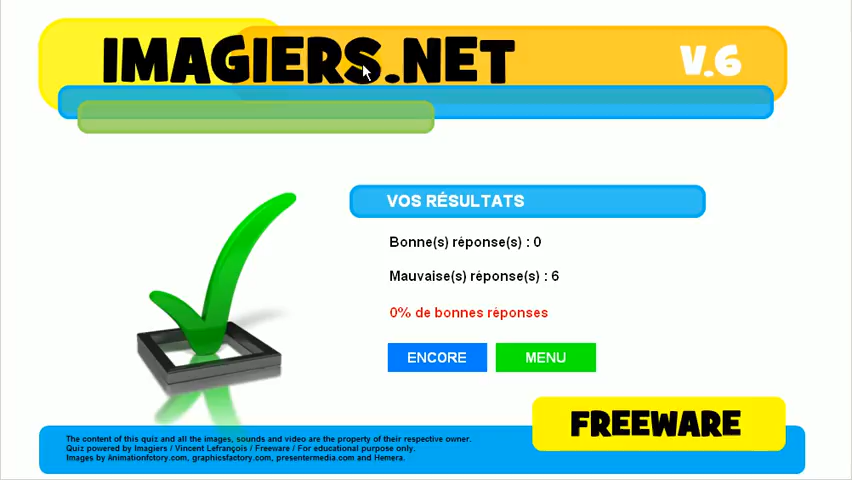 IMAGIERS.NET
V.6
VOS RÉSULTATS
Bonne(s) réponse(s) : 0
Mauvaise(s) réponse(s) : 6
0% de bonnes réponses
ENCORE
MENU
FREEWARE
The content of this quiz and all the images, sounds and video are the property of their respective owner.
Quiz powered by Imagiers / Vincent Lefrançois / Freeware / For educational purpose only.
Images by Animationfctory.com, graphicsfactory.com, presentermedia.com and Hemera.